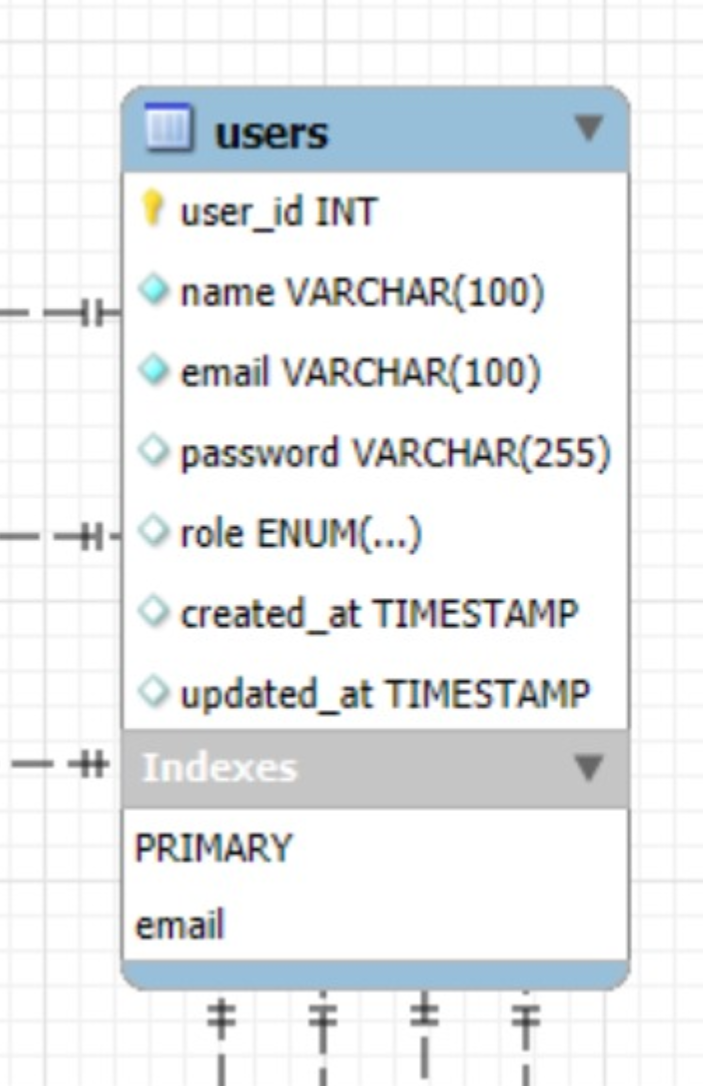 users
user_id INT
name VARCHAR(100)
email VARCHAR(100)
password VARCHAR(255)
role ENUM(...)
created_at TIMESTAMP
updated_at TIMESTAMP
Indexes
PRIMARY
email